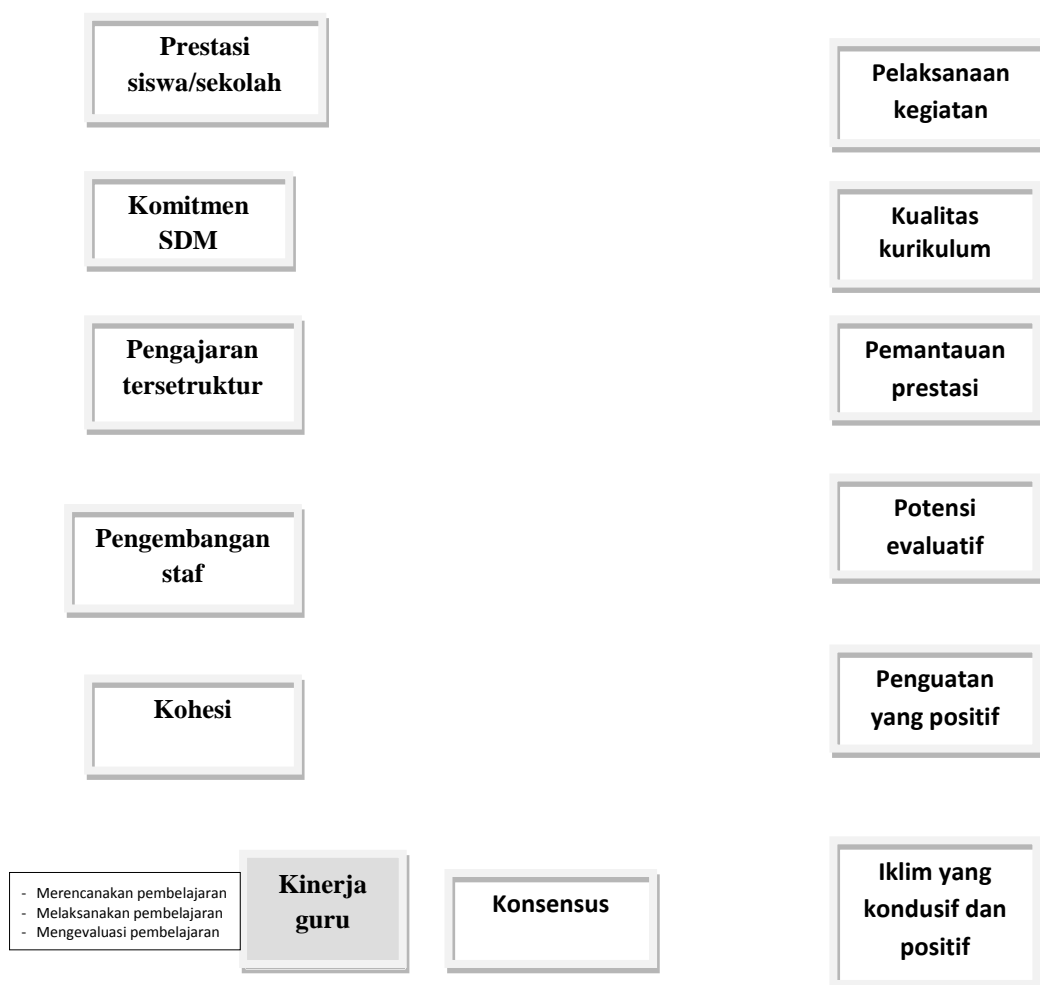 Prestasi
siswa/sekolah
Komitmen
SDM
Pengajaran
tersetruktur
Pengembangan
staf
Kohesi
- Merencanakan pembelajaran
- Melaksanakan pembelajaran
- Mengevaluasi pembelajaran
Kinerja
guru
Konsensus
Pelaksanaan
kegiatan
Kualitas
kurikulum
Pemantauan
prestasi
Potensi
evaluatif
Penguatan
yang positif
Iklim yang
kondusif dan
positif